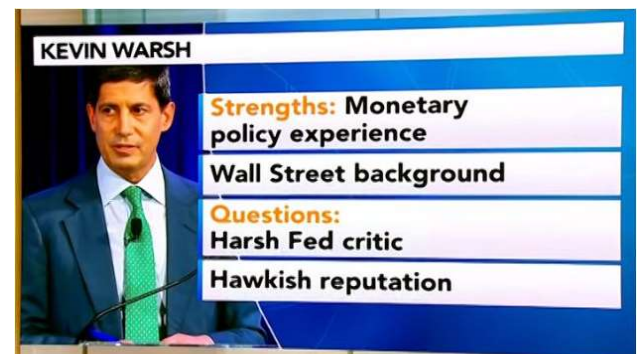 KEVIN WARSH
Strengths: Monetary
policy experience
Wall Street background
Questions:
Harsh Fed critic
Hawkish reputation